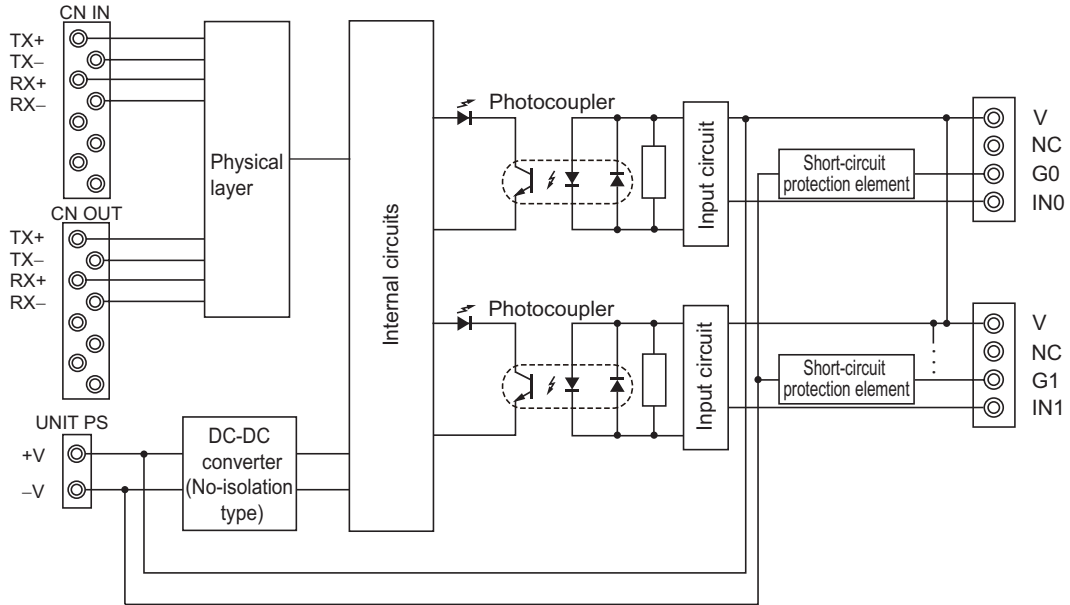 CN IN
TX+
TX−
RX+
RX−
CN OUT
TX+
TX−
RX+
RX−
UNIT PS
+V
−V
Physical
layer
DC-DC
converter
(No-isolation
type)
Internal circuits
Photocoupler
Input circuit
Short-circuit
protection element
V
NC
G0
IN0
Photocoupler
Input circuit
Short-circuit
protection element
V
NC
G1
IN1